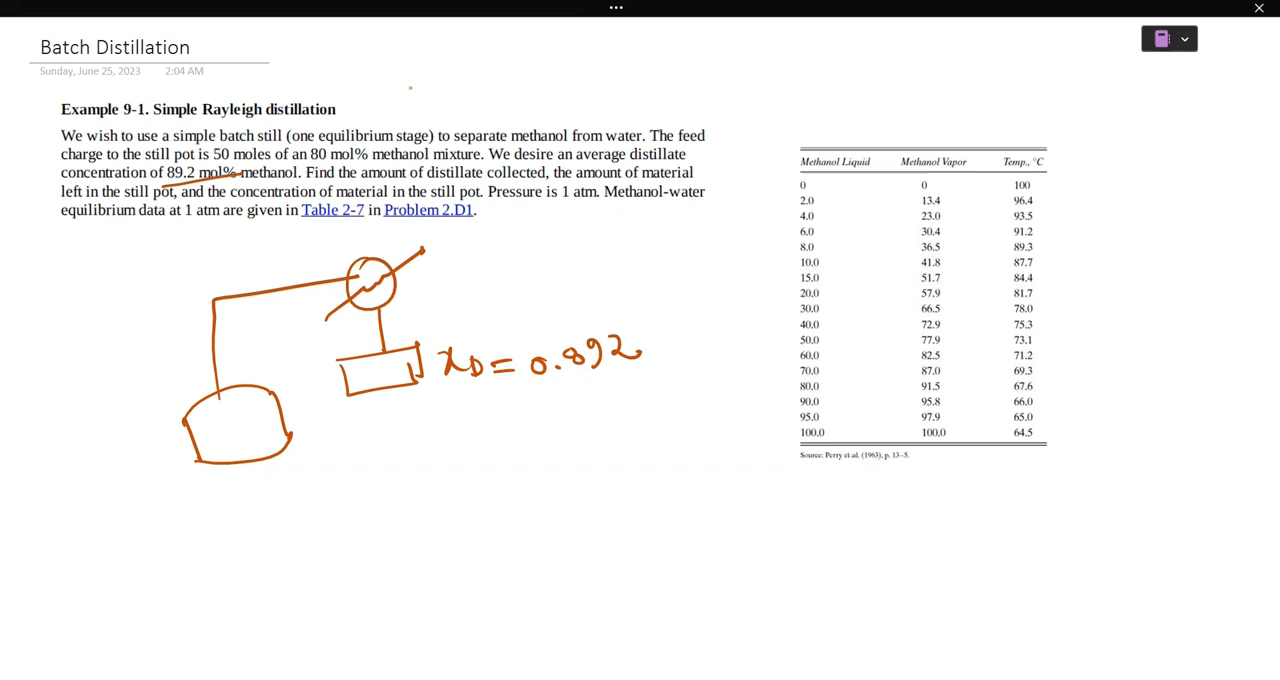 Batch Distillation
Sunday, June 25, 2023 2:04 AM
Example 9-1. Simple Rayleigh distillation
We wish to use a simple batch still (one equilibrium stage) to separate methanol from water. The feed
charge to the still pot is 50 moles of an 80 mol% methanol mixture. We desire an average distillate
concentration of 89.2 mol% methanol. Find the amount of distillate collected, the amount of material
left in the still pot, and the concentration of material in the still pot. Pressure is 1 atm. Methanol-water
equilibrium data at 1 atm are given in Table 2-7 in Problem 2.D1.
xD = 0.892
Methanol Liquid Methanol Vapor Temp., °C
0 0 100
2.0 13.4 96.4
4.0 23.0 93.5
6.0 30.4 91.2
8.0 36.5 89.3
10.0 41.8 87.7
15.0 51.7 84.4
20.0 57.9 81.7
30.0 66.5 78.0
40.0 72.9 75.3
50.0 77.9 73.1
60.0 82.5 71.2
70.0 87.0 69.3
80.0 91.5 67.6
90.0 95.8 66.0
95.0 97.9 65.0
100.0 100.0 64.5
Source: Perry et al. (1963), p. 13–5.